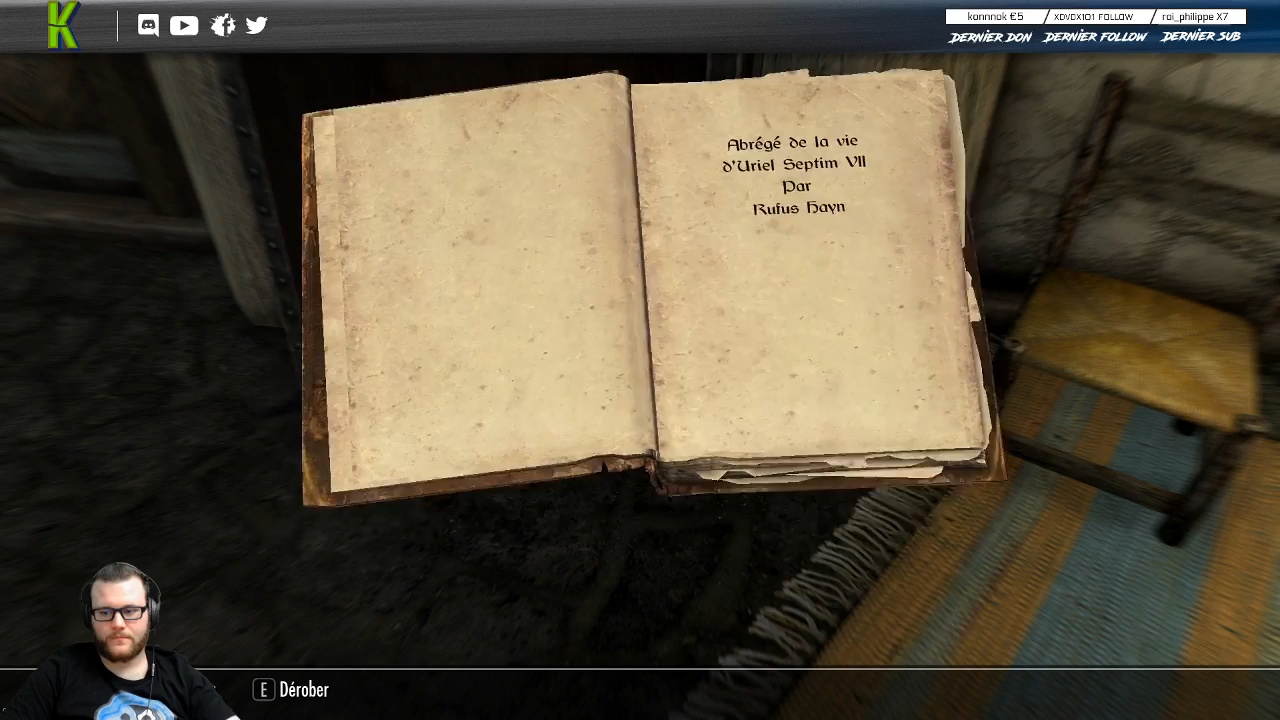 K
konnnok €5
XDVDX101 FOLLOW
roi_philippe X7
DERNIER DON
DERNIER FOLLOW
DERNIER SUB
Abrégé de la vie
d'Uriel Septim VII
Par
Rufus Hayn
E Dérober